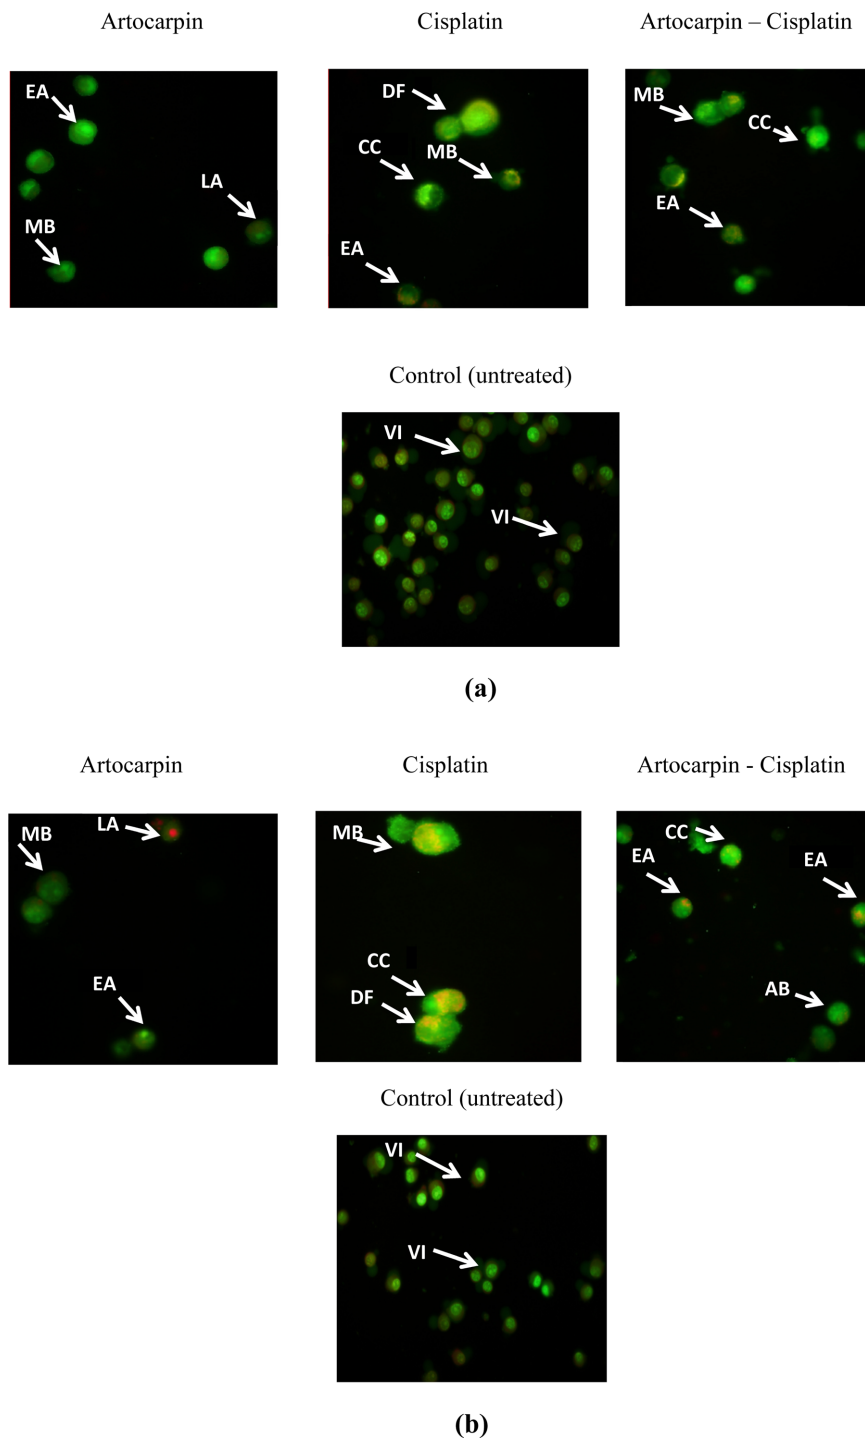 Artocarpin
Cisplatin
Artocarpin – Cisplatin
EA
LA
MB
DF
CC
MB
EA
MB
CC
EA
Control (untreated)
VI
VI
(a)
Artocarpin
Cisplatin
Artocarpin - Cisplatin
LA
MB
EA
MB
CC
DF
CC
EA
EA
AB
Control (untreated)
VI
VI
(b)